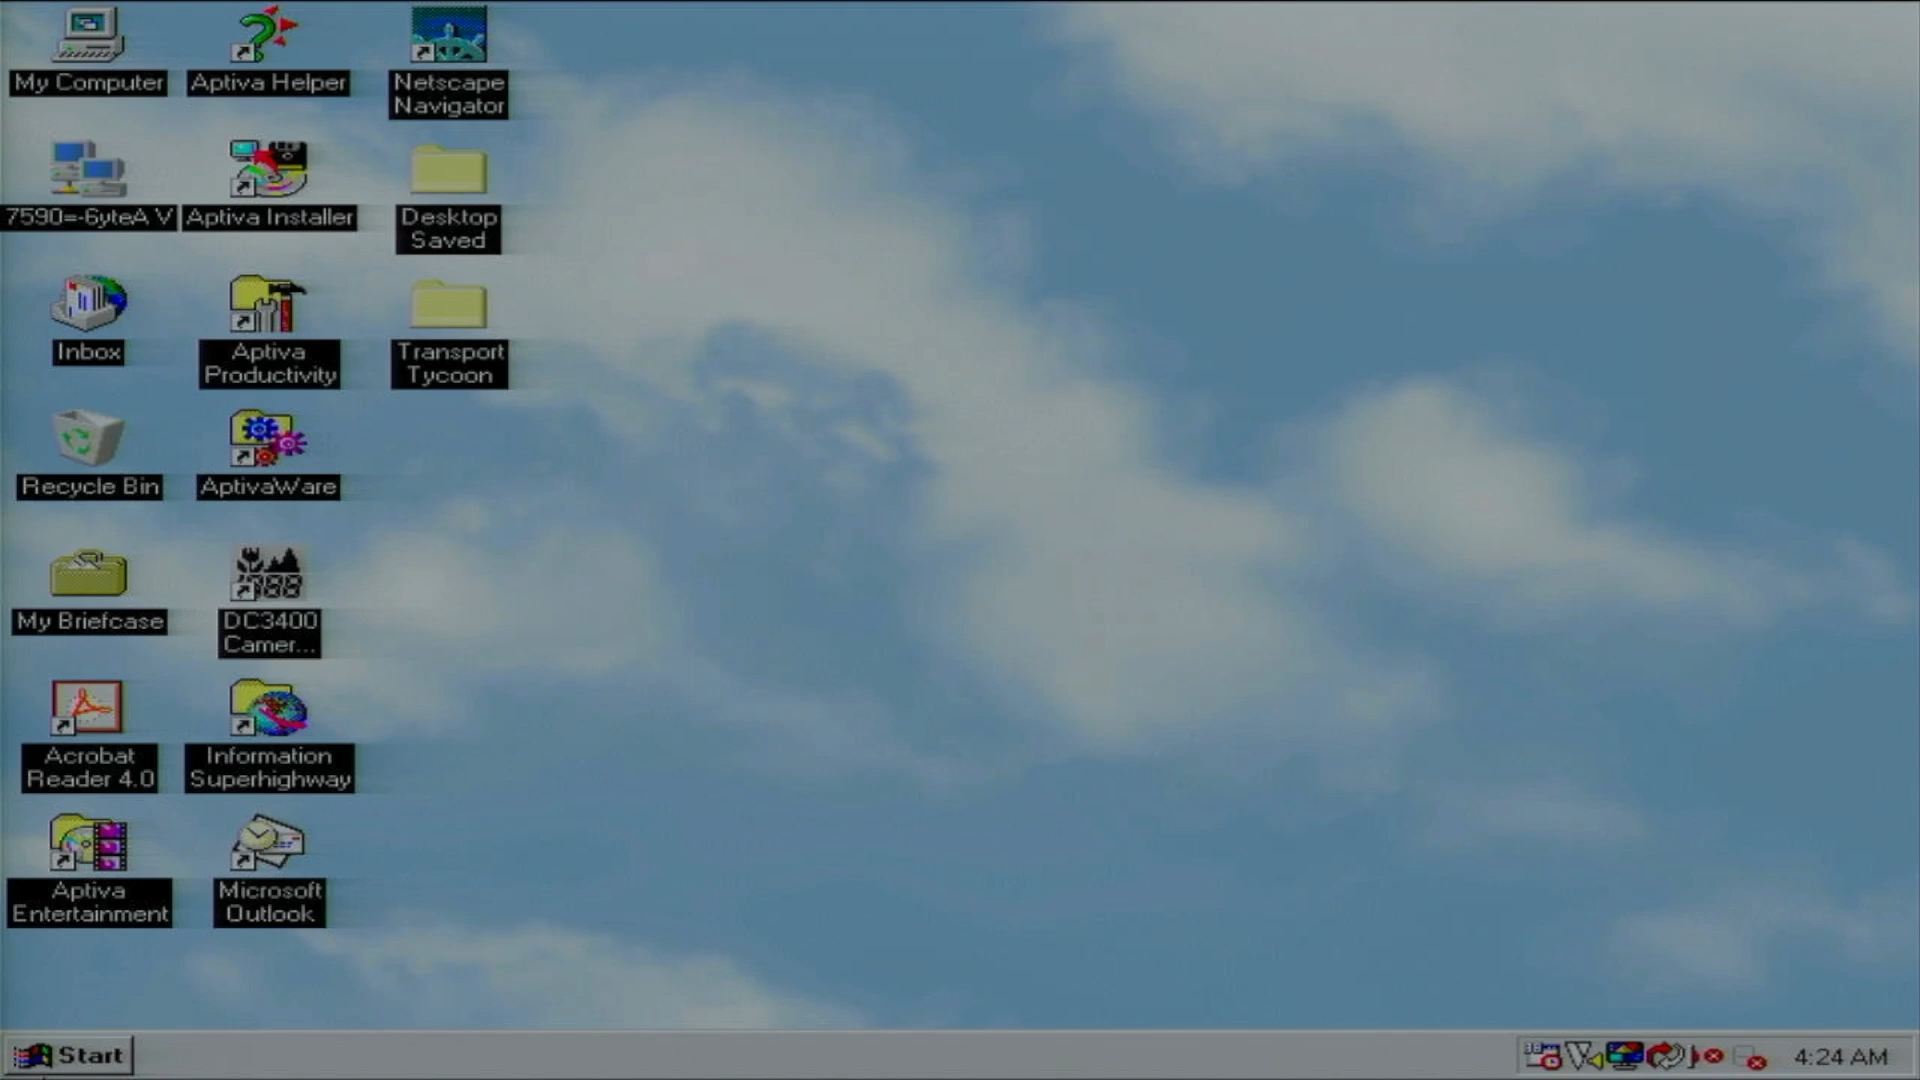 My Computer
Aptiva Helper
Netscape
Navigator
7590=-6yteA V
Aptiva Installer
Desktop
Saved
Inbox
Aptiva
Productivity
Transport
Tycoon
Recycle Bin
AptivaWare
My Briefcase
DC3400
Camer...
Acrobat
Reader 4.0
Information
Superhighway
Aptiva
Entertainment
Microsoft
Outlook
Start
4:24 AM